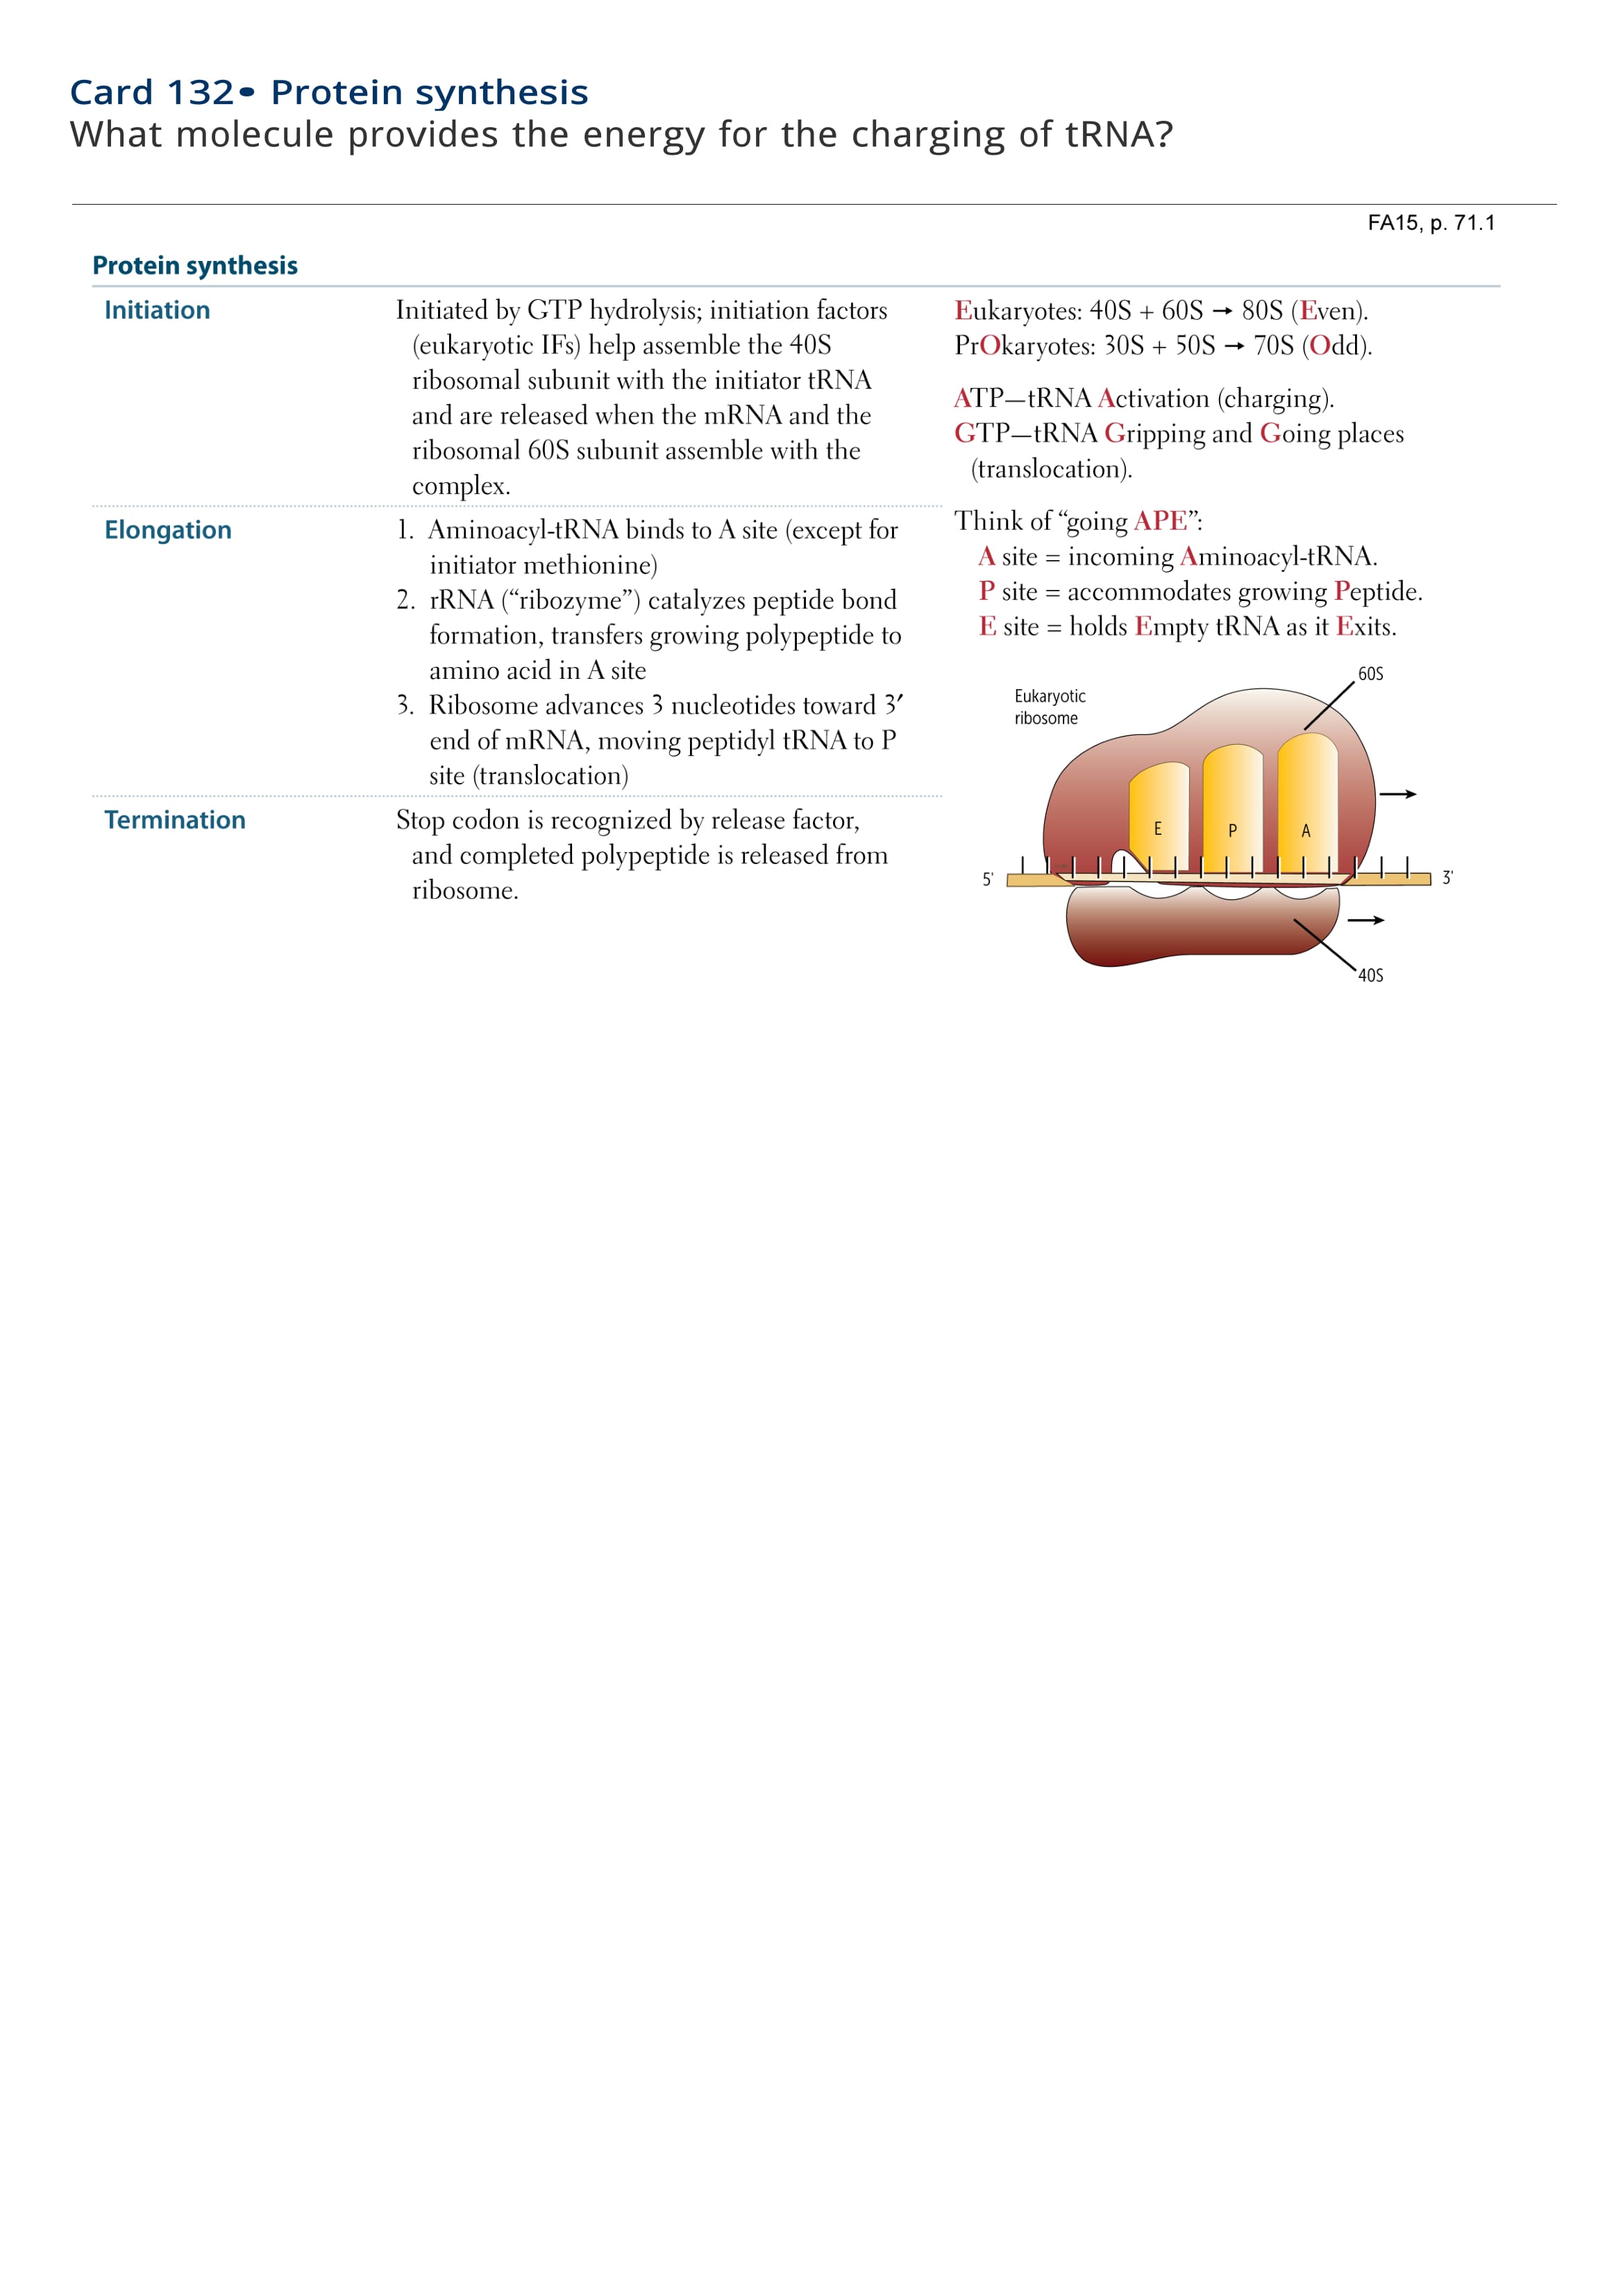 Card 132• Protein synthesis
What molecule provides the energy for the charging of tRNA?
FA15, p. 71.1
Protein synthesis
Initiation
Initiated by GTP hydrolysis; initiation factors
(eukaryotic IFs) help assemble the 40S
ribosomal subunit with the initiator tRNA
and are released when the mRNA and the
ribosomal 60S subunit assemble with the
complex.
Elongation
1. Aminoacyl-tRNA binds to A site (except for
initiator methionine)
2. rRNA (“ribozyme”) catalyzes peptide bond
formation, transfers growing polypeptide to
amino acid in A site
3. Ribosome advances 3 nucleotides toward 3′
end of mRNA, moving peptidyl tRNA to P
site (translocation)
Termination
Stop codon is recognized by release factor,
and completed polypeptide is released from
ribosome.
Eukaryotes: 40S + 60S → 80S (Even).
PrOkaryotes: 30S + 50S → 70S (Odd).
ATP—tRNA Activation (charging).
GTP—tRNA Gripping and Going places
(translocation).
Think of “going APE”:
A site = incoming Aminoacyl-tRNA.
P site = accommodates growing Peptide.
E site = holds Empty tRNA as it Exits.
60S
Eukaryotic
ribosome
E P A
5' 3'
40S